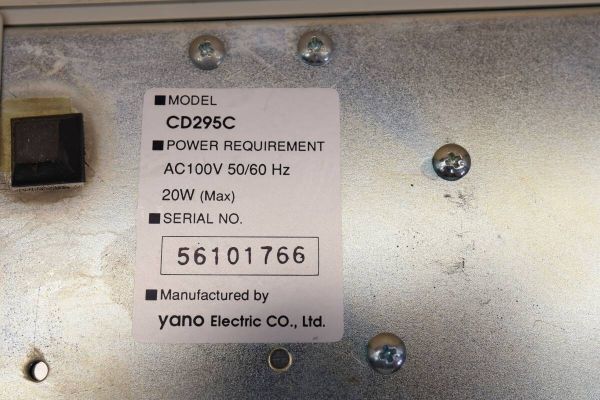 ■ MODEL
CD295C
■ POWER REQUIREMENT
AC100V 50/60 Hz
20W (Max)
■ SERIAL NO.
56101766
■ Manufactured by
yano Electric CO., Ltd.